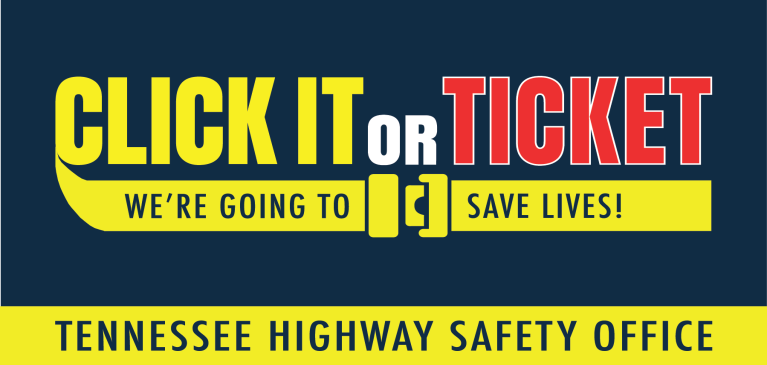 CLICK IT OR TICKET
WE'RE GOING TO SAVE LIVES!
TENNESSEE HIGHWAY SAFETY OFFICE